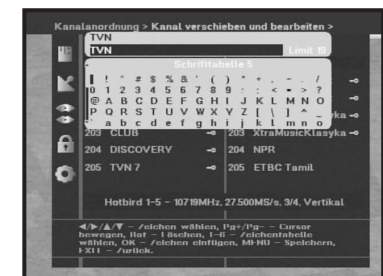 Kanalanordnung > Kanal verschieben und bearbeiten >
TVN
TVN Limit 19
Schrifttabelle 5
! " # $ % & ' ( ) * + , - . /
0 1 2 3 4 5 6 7 8 9 : ; < = > ?
@ A B C D E F G H I J K L M N O
P Q R S T U V W X Y Z [ \ ] ^ _
` a b c d e f g h i j k l m n o
203 CLUB 203 XtraMusicKlasyka
204 DISCOVERY 204 NPR
205 TVN 7 205 ETBC Tamil
Hotbird 1-5 - 10719MHz, 27.500MS/s, 3/4, Vertikal
◄/►/▲/▼ - Zeichen wählen, Pg+/Pg- - Cursor
bewegen, Rot - Löschen, 1-6 - Zeichentabelle
wählen, OK - Zeichen einfügen, MENU - Speichern,
EXIT - Zurück.